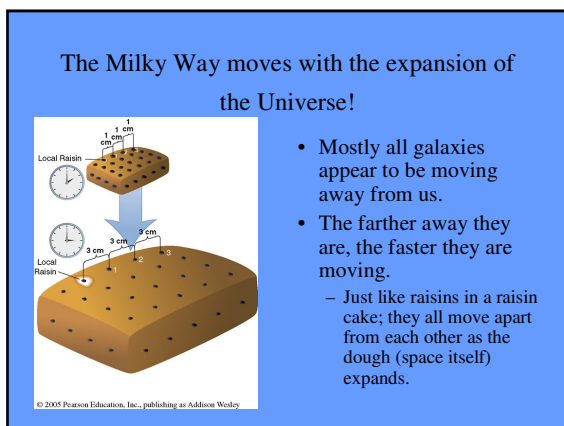 The Milky Way moves with the expansion of
the Universe!
1
cm
1
cm
1
cm
Local Raisin
3 cm
3 cm
3 cm
Local
Raisin
1
2
3
© 2005 Pearson Education, Inc., publishing as Addison Wesley
• Mostly all galaxies
appear to be moving
away from us.
• The farther away they
are, the faster they are
moving.
– Just like raisins in a raisin
cake; they all move apart
from each other as the
dough (space itself)
expands.